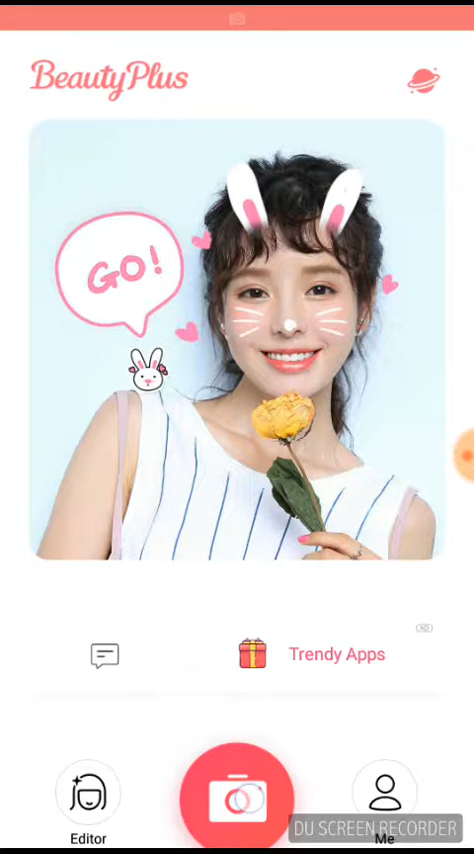 BeautyPlus
GO!
AD
Trendy Apps
Editor
Me
DU SCREEN RECORDER